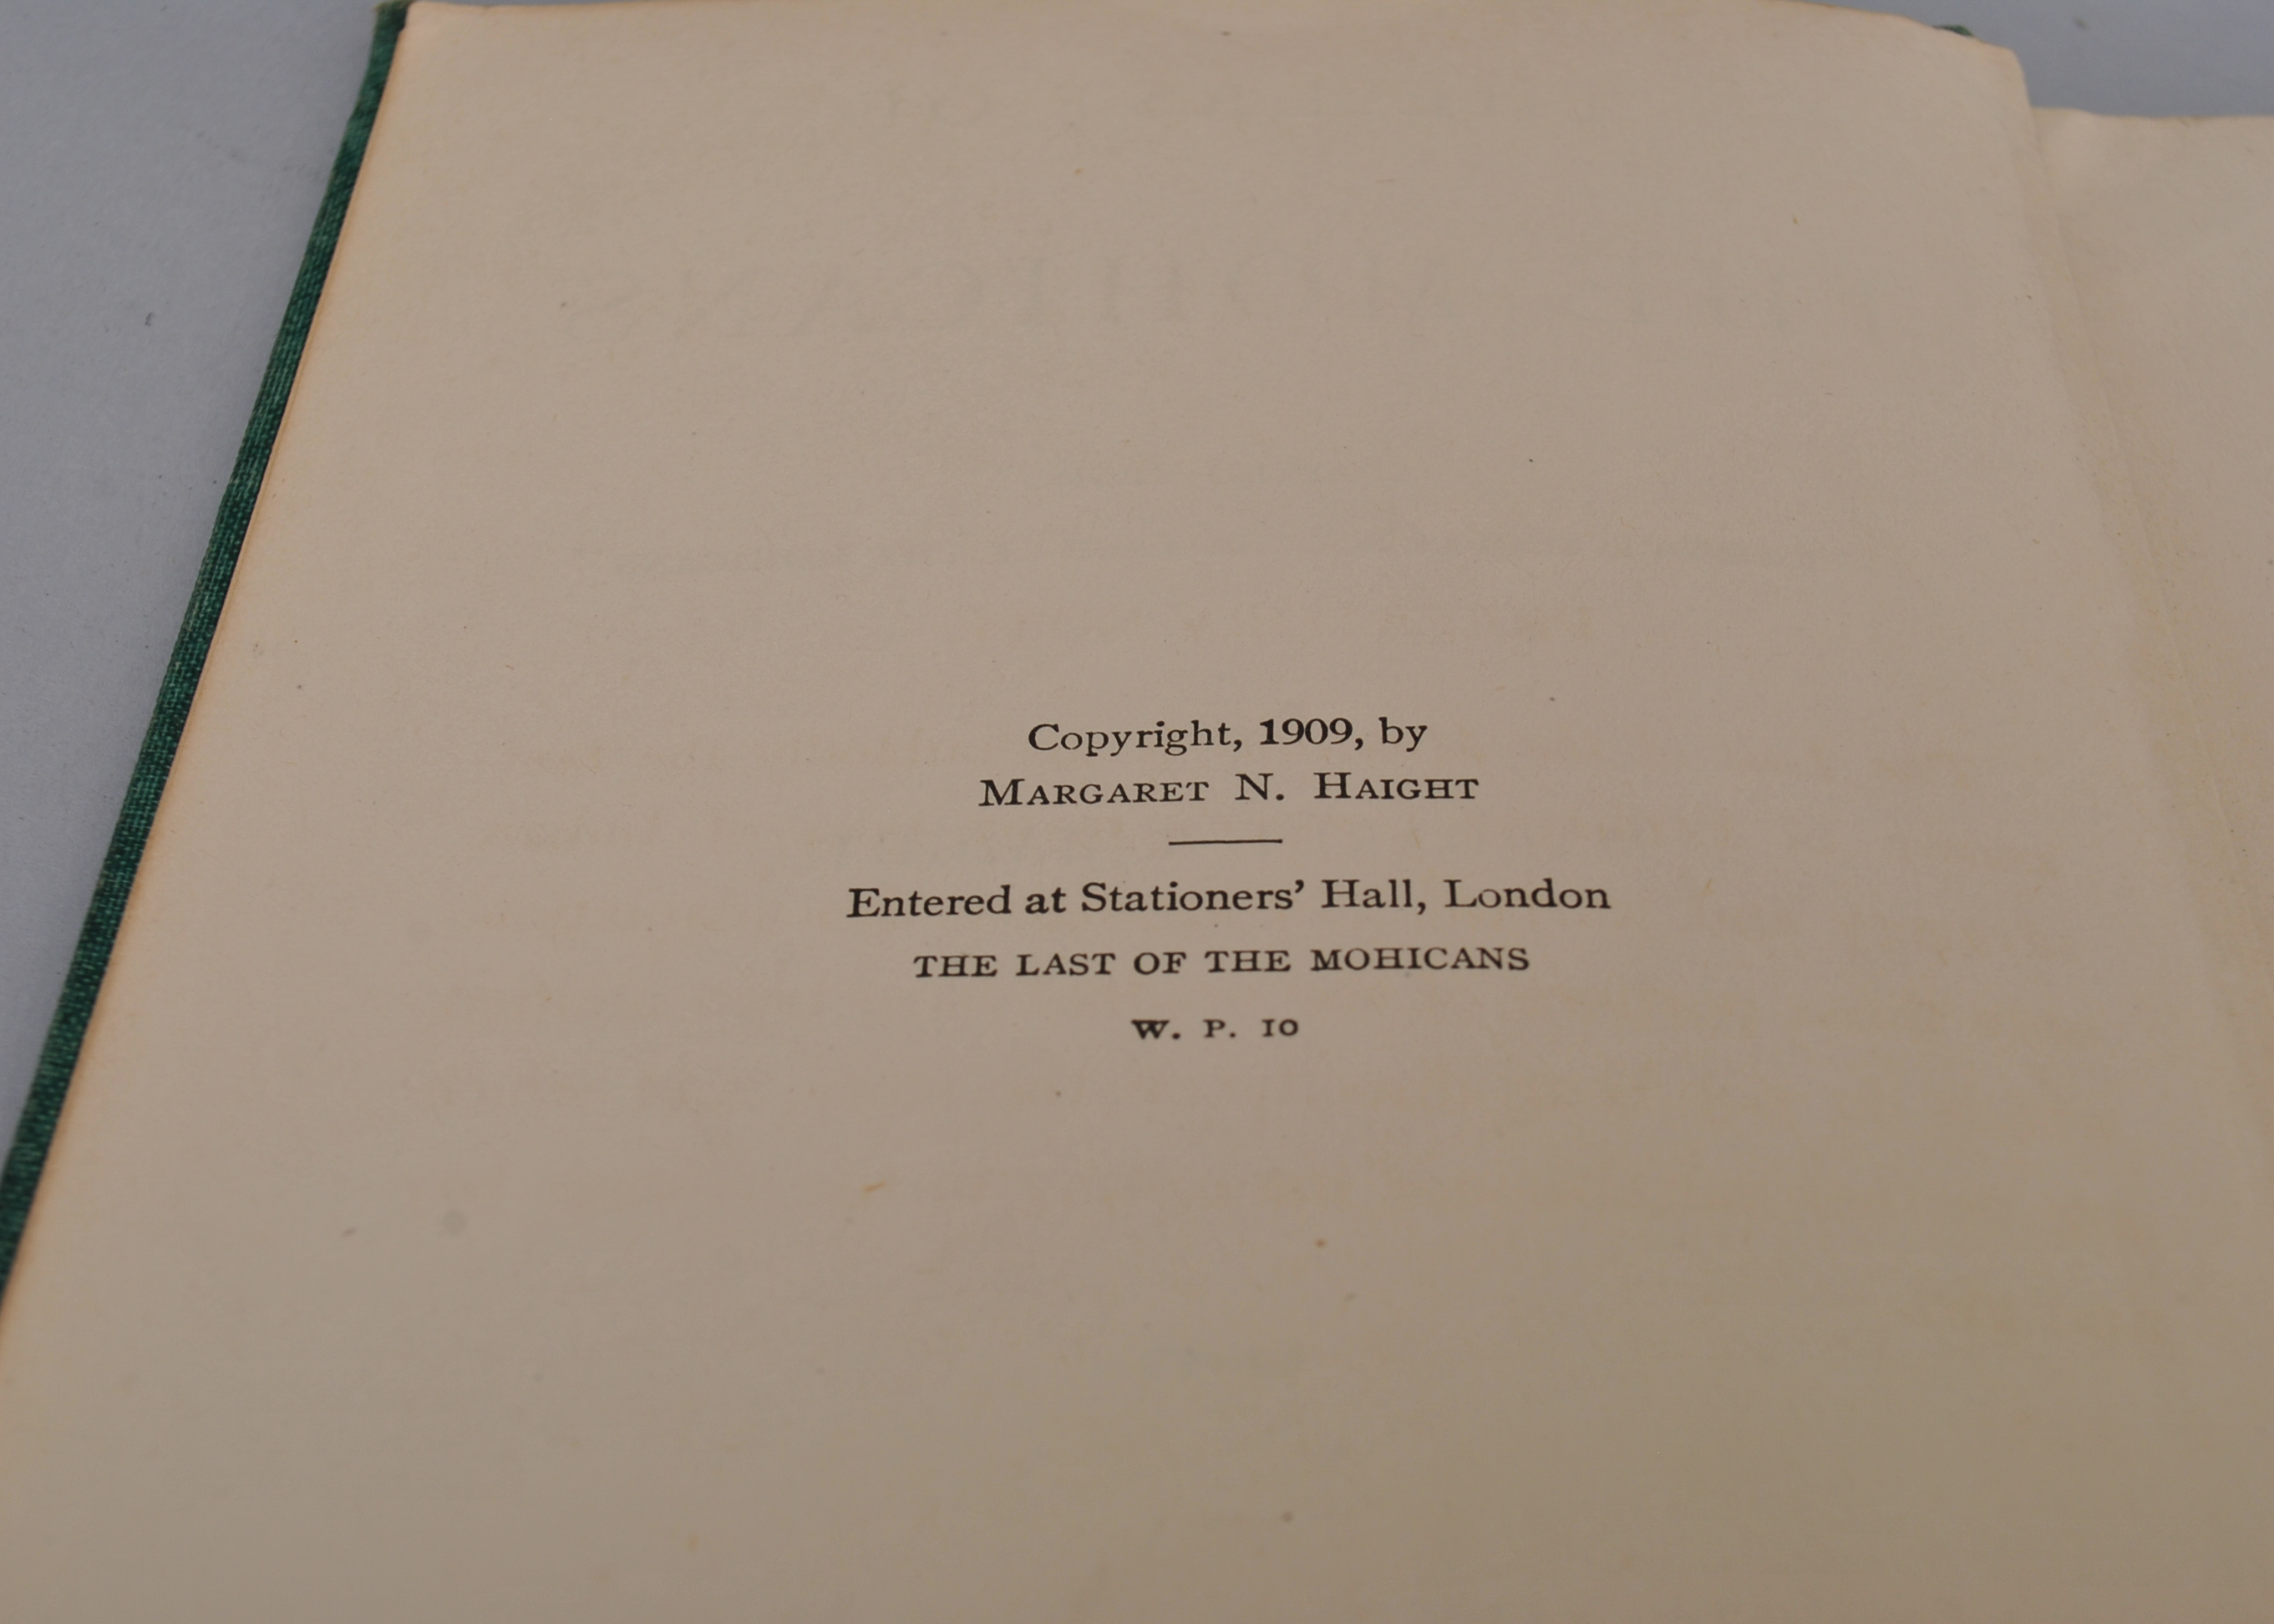 Copyright, 1909, by
MARGARET N. HAIGHT
Entered at Stationers’ Hall, London
THE LAST OF THE MOHICANS
W. P. 10